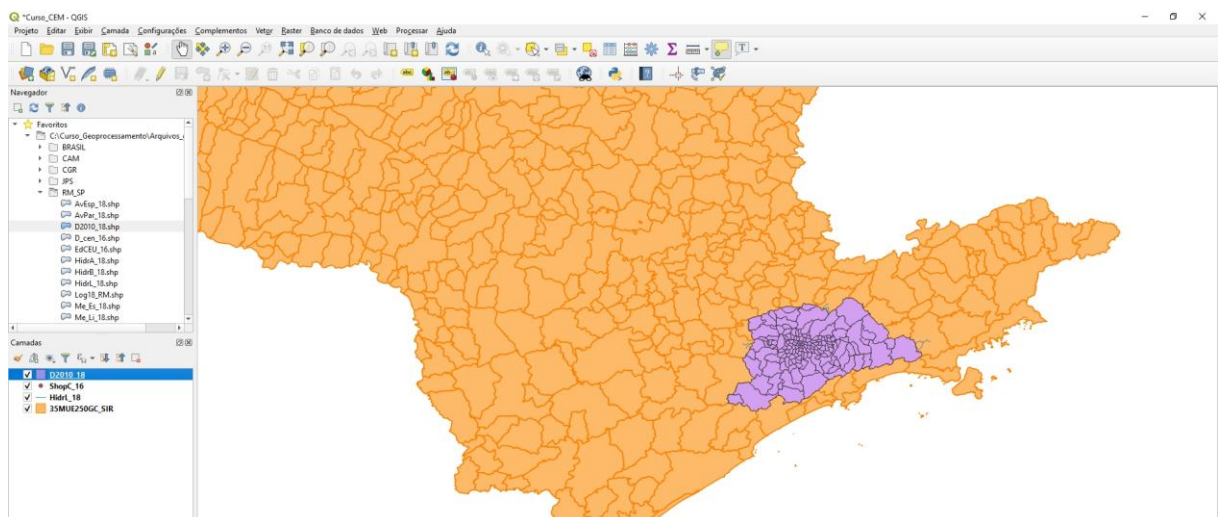 *Curso_CEM - QGIS
Projeto Editar Exibir Camada Configurações Complementos Vetor Raster Banco de dados Web Processar Ajuda
Navegador
Favoritos
C:\Curso_Geoprocessamento\Arquivos_
BRASIL
CAM
CGR
JPS
RM_SP
AvEsp_18.shp
AvPar_18.shp
D2010_18.shp
D_cen_16.shp
EdCEU_16.shp
HidrA_18.shp
HidrB_18.shp
HidrL_18.shp
Log18_RM.shp
Me_Es_18.shp
Me_Li_18.shp
Camadas
D2010_18
ShopC_16
HidrL_18
35MUE250GC_SIR